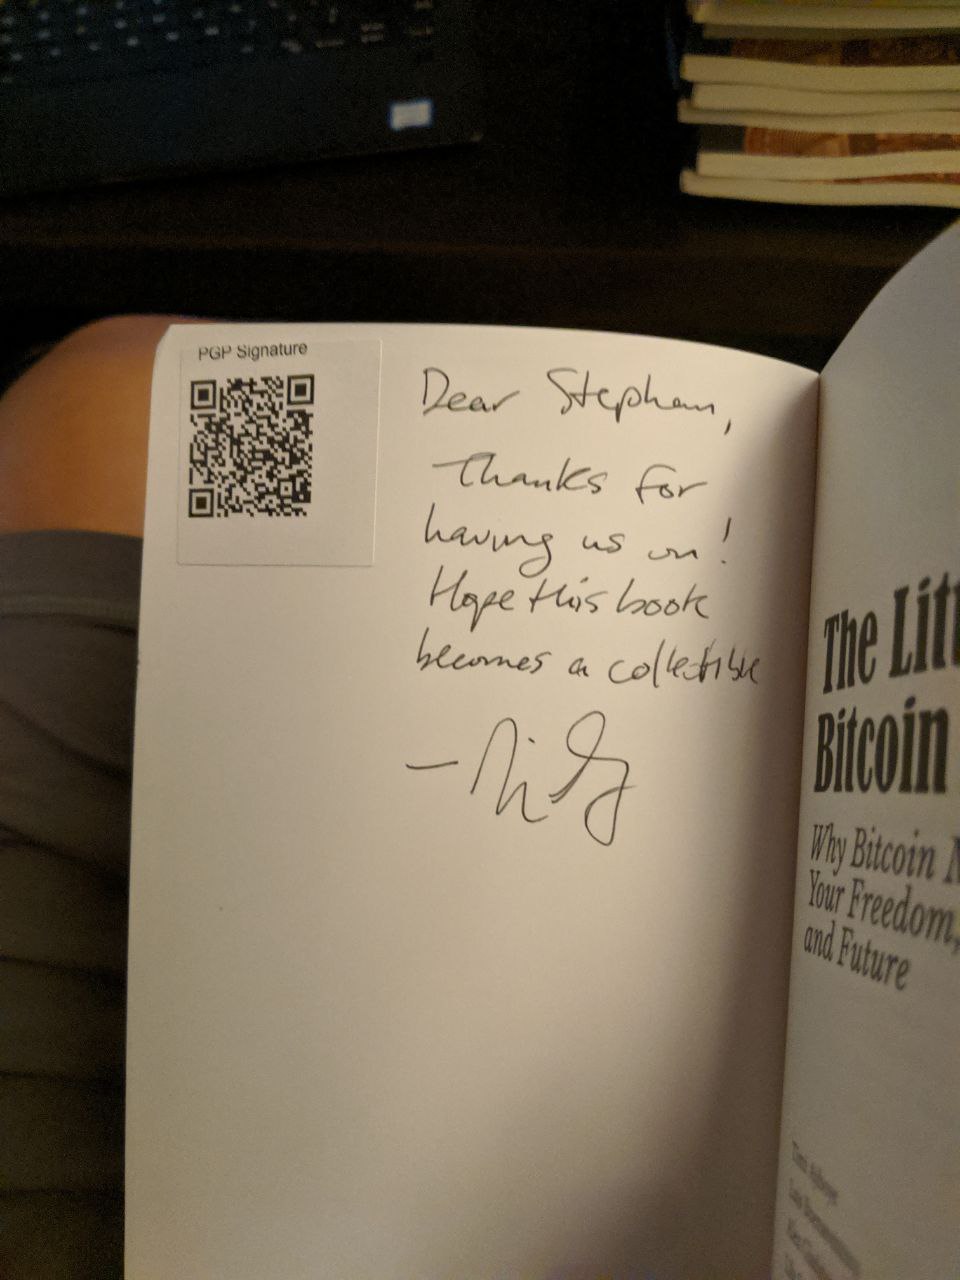 PGP Signature
Dear Stephan,
Thanks for
having us on!
Hope this book
becomes a collectible
The Litt
Bitcoin
Why Bitcoin
Your Freedom,
and Future